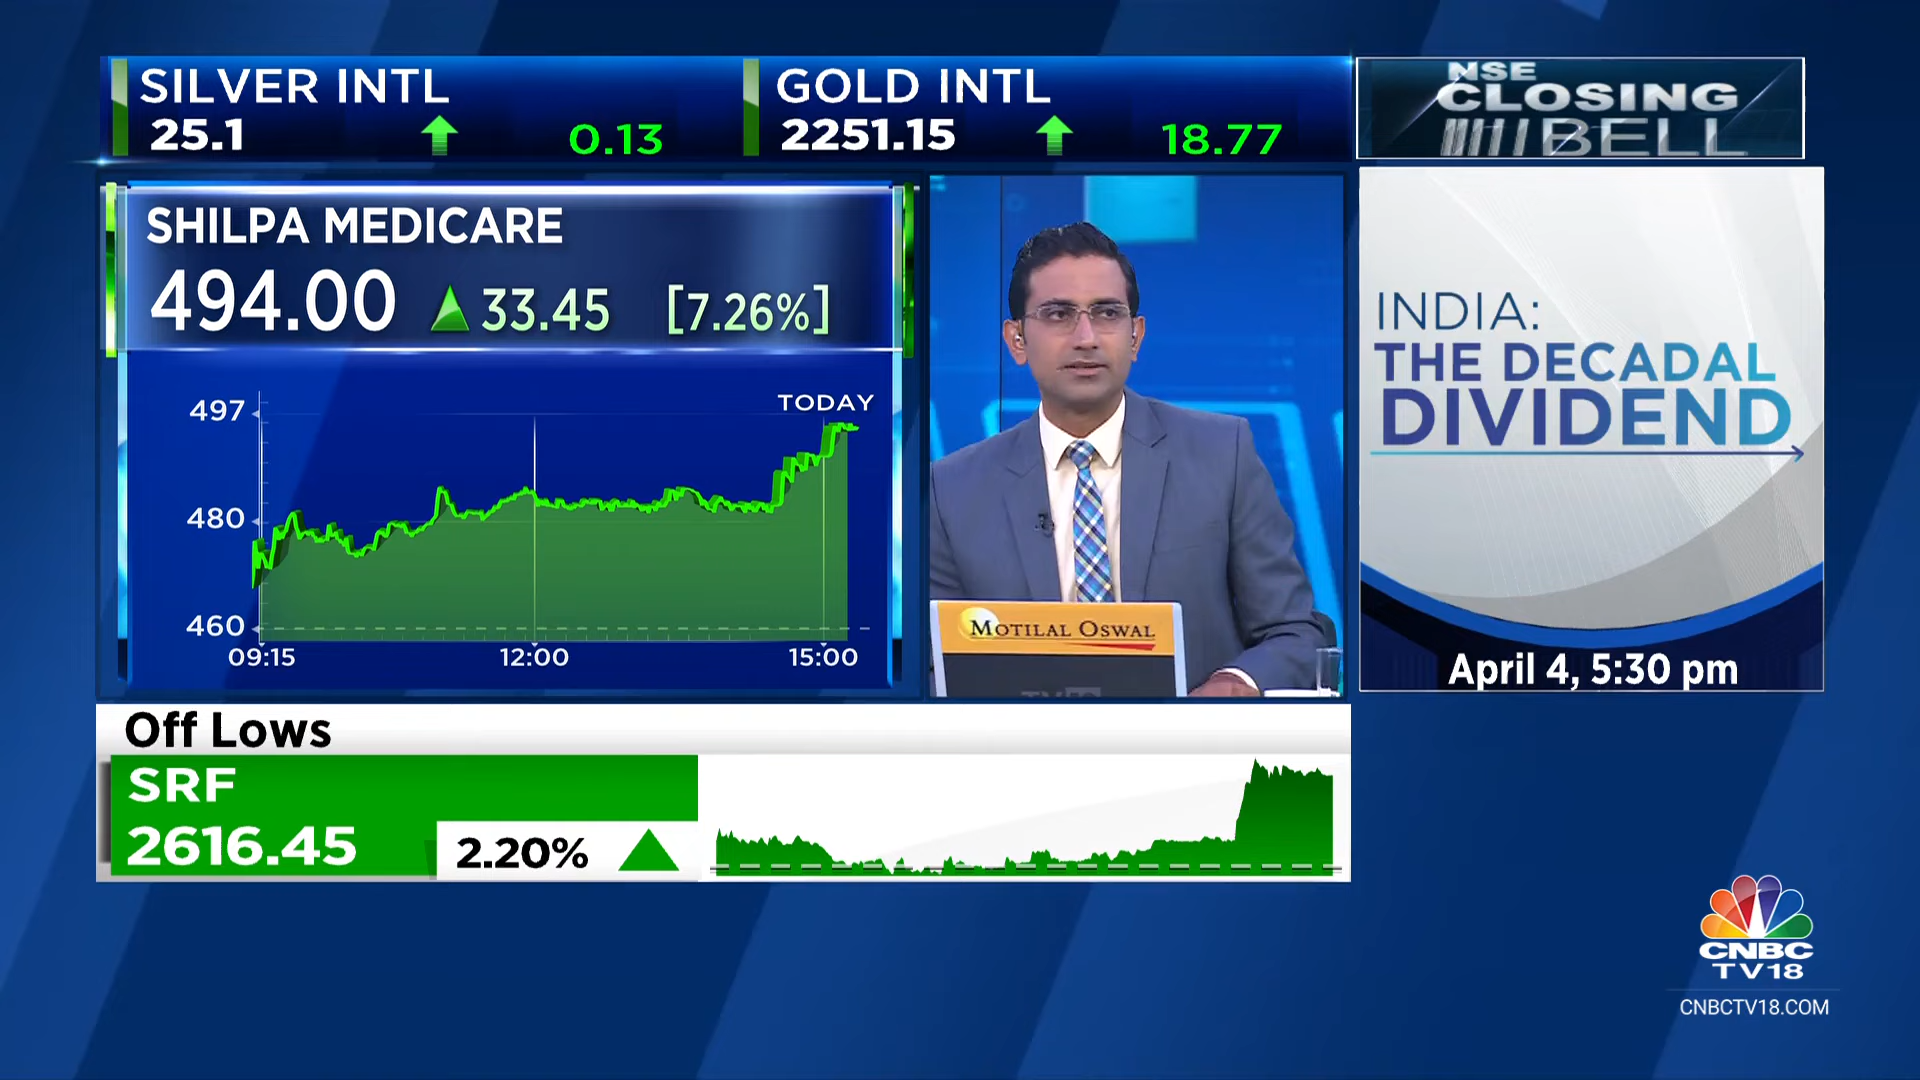 SILVER INTL
25.1 0.13
GOLD INTL
2251.15 18.77
NSE
CLOSING
BELL
SHILPA MEDICARE
494.00 33.45 [7.26%]
TODAY
497
480
460
09:15 12:00 15:00
MOTILAL OSWAL
TV18
INDIA:
THE DECADAL
DIVIDEND
April 4, 5:30 pm
Off Lows
SRF
2616.45 2.20%
CNBC
TV18
CNBCTV18.COM